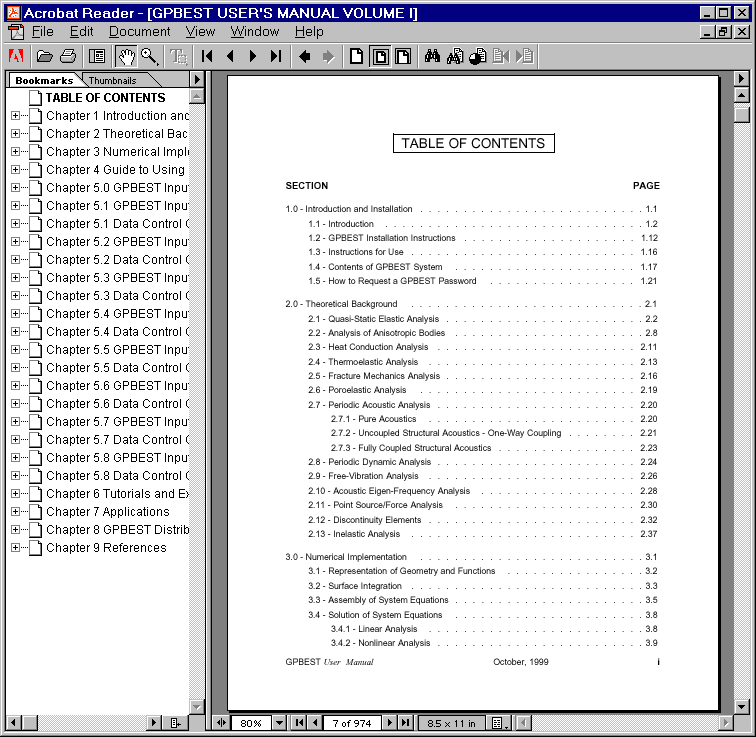 Acrobat Reader - [GPBEST USER'S MANUAL VOLUME I]
File Edit Document View Window Help
Bookmarks Thumbnails
TABLE OF CONTENTS
Chapter 1 Introduction and
Chapter 2 Theoretical Bac
Chapter 3 Numerical Imple
Chapter 4 Guide to Using
Chapter 5.0 GPBEST Input
Chapter 5.1 GPBEST Input
Chapter 5.1 Data Control C
Chapter 5.2 GPBEST Input
Chapter 5.2 Data Control C
Chapter 5.3 GPBEST Input
Chapter 5.3 Data Control C
Chapter 5.4 GPBEST Input
Chapter 5.4 Data Control C
Chapter 5.5 GPBEST Input
Chapter 5.5 Data Control C
Chapter 5.6 GPBEST Input
Chapter 5.6 Data Control C
Chapter 5.7 GPBEST Input
Chapter 5.7 Data Control C
Chapter 5.8 GPBEST Input
Chapter 5.8 Data Control C
Chapter 6 Tutorials and Ex
Chapter 7 Applications
Chapter 8 GPBEST Distrib
Chapter 9 References
TABLE OF CONTENTS
SECTION PAGE
1.0 - Introduction and Installation . . . . . . . . . . . . . . . . . . . . . . . 1.1
1.1 - Introduction . . . . . . . . . . . . . . . . . . . . . . . . . . 1.2
1.2 - GPBEST Installation Instructions . . . . . . . . . . . . . . . . . . . 1.12
1.3 - Instructions for Use . . . . . . . . . . . . . . . . . . . . . . . . 1.16
1.4 - Contents of GPBEST System . . . . . . . . . . . . . . . . . . . . 1.17
1.5 - How to Request a GPBEST Password . . . . . . . . . . . . . . . . . 1.21
2.0 - Theoretical Background . . . . . . . . . . . . . . . . . . . . . . . . 2.1
2.1 - Quasi-Static Elastic Analysis . . . . . . . . . . . . . . . . . . . . 2.2
2.2 - Analysis of Anisotropic Bodies . . . . . . . . . . . . . . . . . . . . 2.8
2.3 - Heat Conduction Analysis . . . . . . . . . . . . . . . . . . . . . 2.11
2.4 - Thermoelastic Analysis . . . . . . . . . . . . . . . . . . . . . . 2.13
2.5 - Fracture Mechanics Analysis . . . . . . . . . . . . . . . . . . . . 2.16
2.6 - Poroelastic Analysis . . . . . . . . . . . . . . . . . . . . . . . 2.19
2.7 - Periodic Acoustic Analysis . . . . . . . . . . . . . . . . . . . . . 2.20
2.7.1 - Pure Acoustics . . . . . . . . . . . . . . . . . . . . . . 2.20
2.7.2 - Uncoupled Structural Acoustics - One-Way Coupling . . . . . . . 2.21
2.7.3 - Fully Coupled Structural Acoustics . . . . . . . . . . . . . . . 2.23
2.8 - Periodic Dynamic Analysis . . . . . . . . . . . . . . . . . . . . . 2.24
2.9 - Free-Vibration Analysis . . . . . . . . . . . . . . . . . . . . . . 2.26
2.10 - Acoustic Eigen-Frequency Analysis . . . . . . . . . . . . . . . . . 2.28
2.11 - Point Source/Force Analysis . . . . . . . . . . . . . . . . . . . . 2.30
2.12 - Discontinuity Elements . . . . . . . . . . . . . . . . . . . . . . 2.32
2.13 - Inelastic Analysis . . . . . . . . . . . . . . . . . . . . . . . . 2.37
3.0 - Numerical Implementation . . . . . . . . . . . . . . . . . . . . . . . 3.1
3.1 - Representation of Geometry and Functions . . . . . . . . . . . . . . 3.2
3.2 - Surface Integration . . . . . . . . . . . . . . . . . . . . . . . . 3.3
3.3 - Assembly of System Equations . . . . . . . . . . . . . . . . . . . 3.5
3.4 - Solution of System Equations . . . . . . . . . . . . . . . . . . . . 3.8
3.4.1 - Linear Analysis . . . . . . . . . . . . . . . . . . . . . . 3.8
3.4.2 - Nonlinear Analysis . . . . . . . . . . . . . . . . . . . . . 3.9
GPBEST User Manual October, 1999 i
80% 7 of 974 8.5 x 11 in